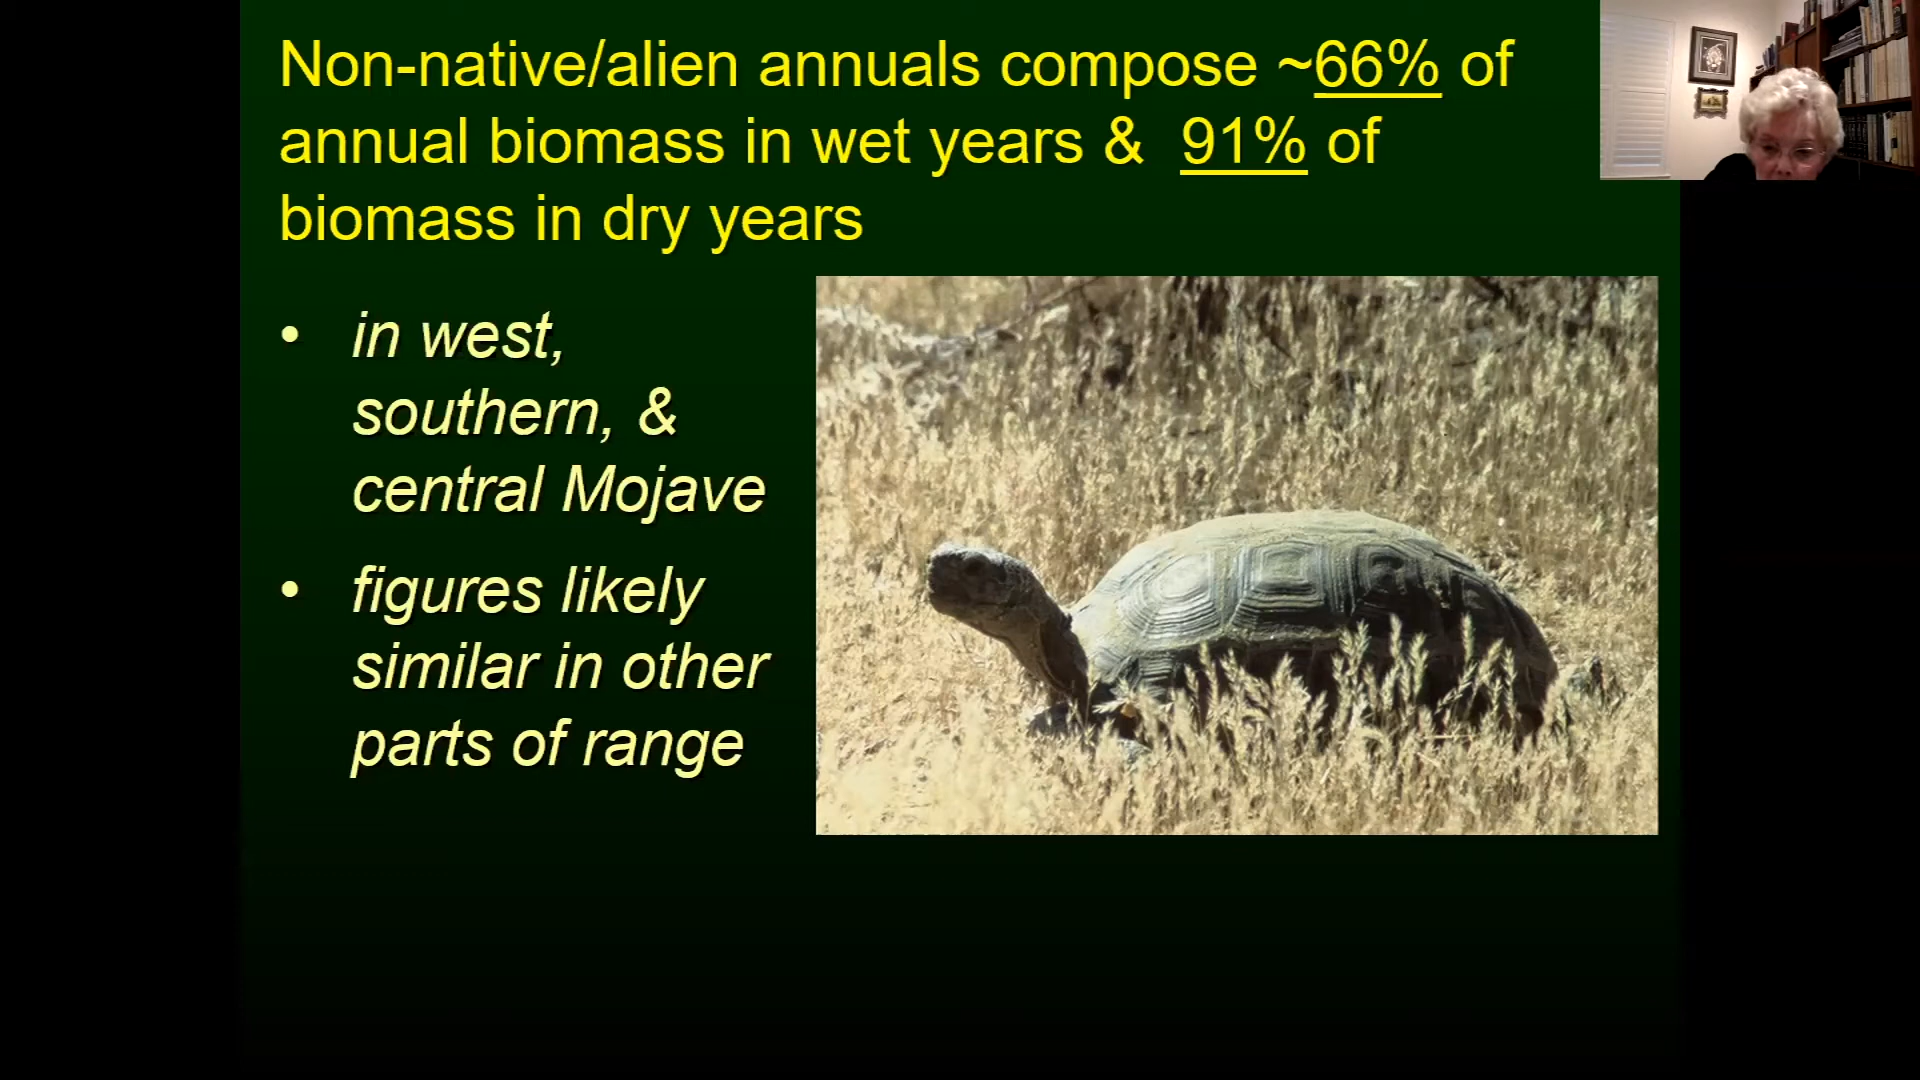 Non-native/alien annuals compose ~66% of
annual biomass in wet years & 91% of
biomass in dry years
• in west,
southern, &
central Mojave
• figures likely
similar in other
parts of range